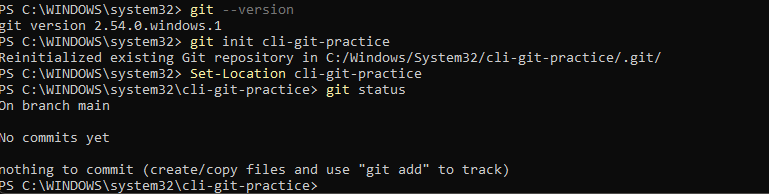 PS C:\WINDOWS\system32> git --version
git version 2.54.0.windows.1
PS C:\WINDOWS\system32> git init cli-git-practice
Reinitialized existing Git repository in C:/Windows/System32/cli-git-practice/.git/
PS C:\WINDOWS\system32> Set-Location cli-git-practice
PS C:\WINDOWS\system32\cli-git-practice> git status
On branch main
No commits yet
nothing to commit (create/copy files and use "git add" to track)
PS C:\WINDOWS\system32\cli-git-practice>